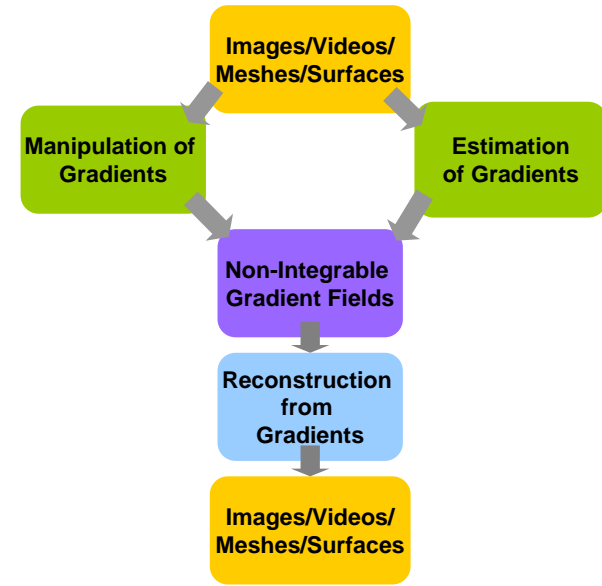 Images/Videos/
Meshes/Surfaces
Manipulation of
Gradients
Estimation
of Gradients
Non-Integrable
Gradient Fields
Reconstruction
from
Gradients
Images/Videos/
Meshes/Surfaces